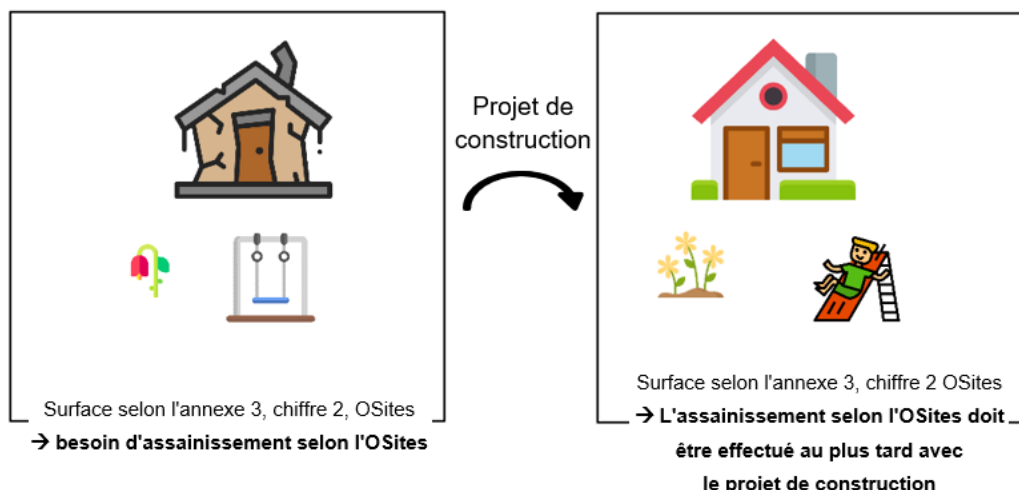 Projet de
construction
Surface selon l'annexe 3, chiffre 2, OSites
→ besoin d'assainissement selon l'OSites
Surface selon l'annexe 3, chiffre 2 OSites
→ L'assainissement selon l'OSites doit
être effectué au plus tard avec
le projet de construction